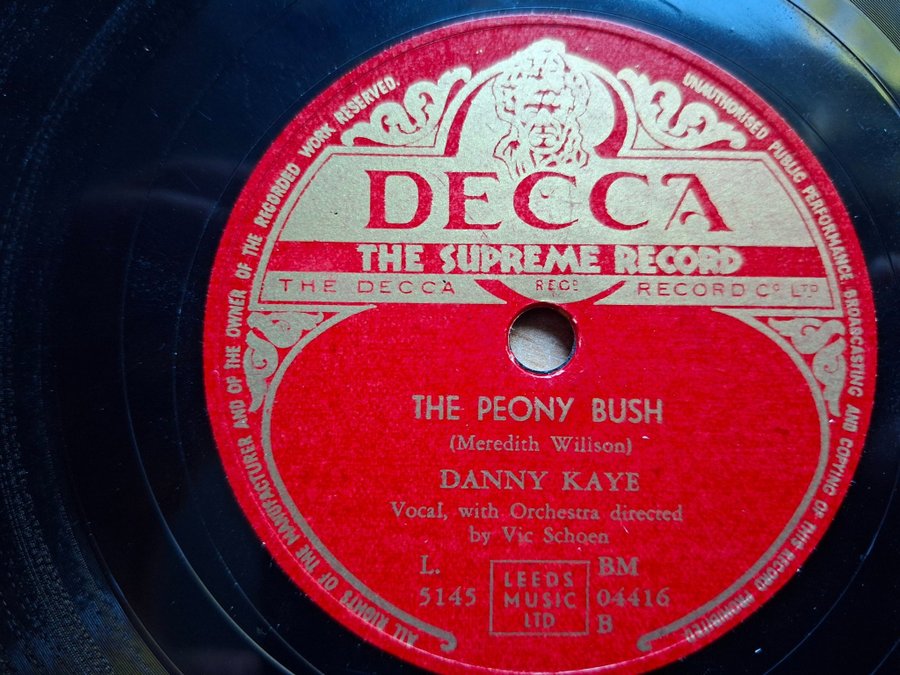 ALL RIGHTS OF THE MANUFACTURER AND OF THE OWNER OF THE RECORDED WORK RESERVED
UNAUTHORISED PUBLIC PERFORMANCE, BROADCASTING AND COPYING OF THIS RECORD PROHIBITED
DECCA
THE SUPREME RECORD
THE DECCA REGD RECORD Co LTD
THE PEONY BUSH
(Meredith Willson)
DANNY KAYE
Vocal, with Orchestra directed
by Vic Schoen
L. BM
5145 04416
B
LEEDS
MUSIC
LTD